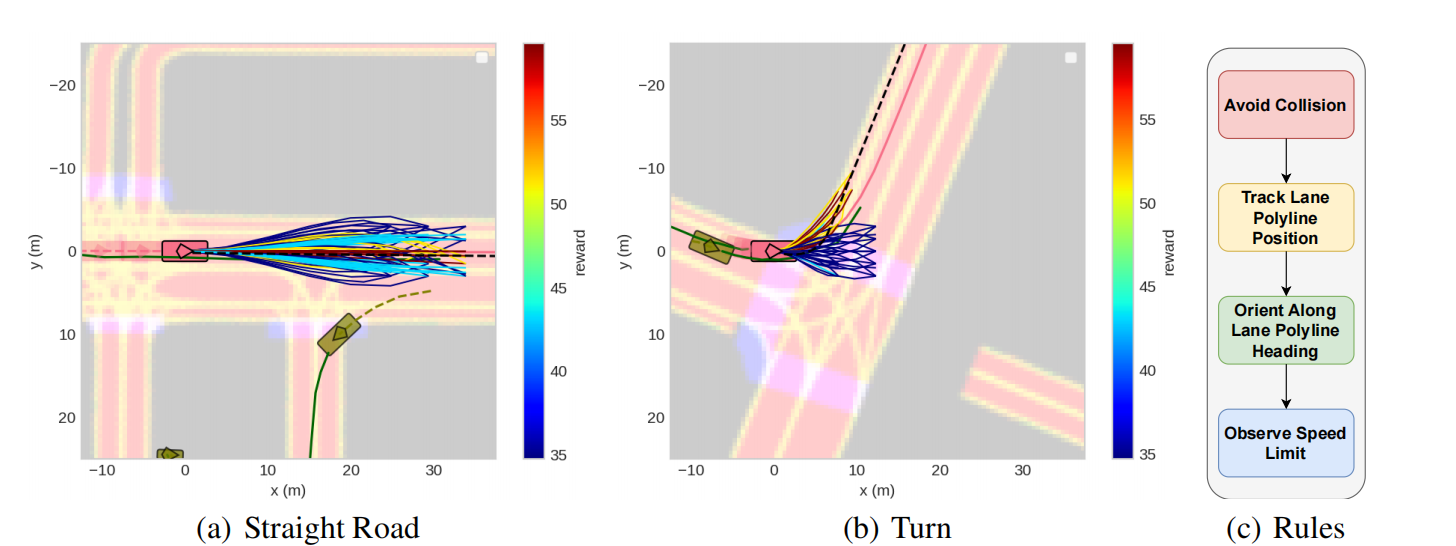 −20
−10
0
10
20
y (m)
−10
0
10
20
30
x (m)
55
50
45
40
35
reward
(a) Straight Road
−20
−10
0
10
20
y (m)
−10
0
10
20
30
x (m)
55
50
45
40
35
reward
(b) Turn
Avoid Collision
Track Lane
Polyline
Position
Orient Along
Lane Polyline
Heading
Observe Speed
Limit
(c) Rules